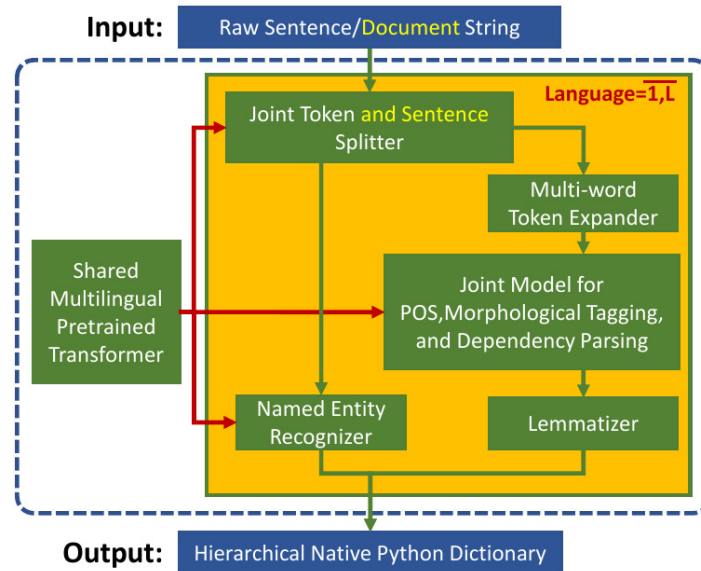 Input:
Raw Sentence/Document String
Language=1,L
Joint Token and Sentence
Splitter
Multi-word
Token Expander
Shared
Multilingual
Pretrained
Transformer
Joint Model for
POS,Morphological Tagging,
and Dependency Parsing
Named Entity
Recognizer
Lemmatizer
Output:
Hierarchical Native Python Dictionary